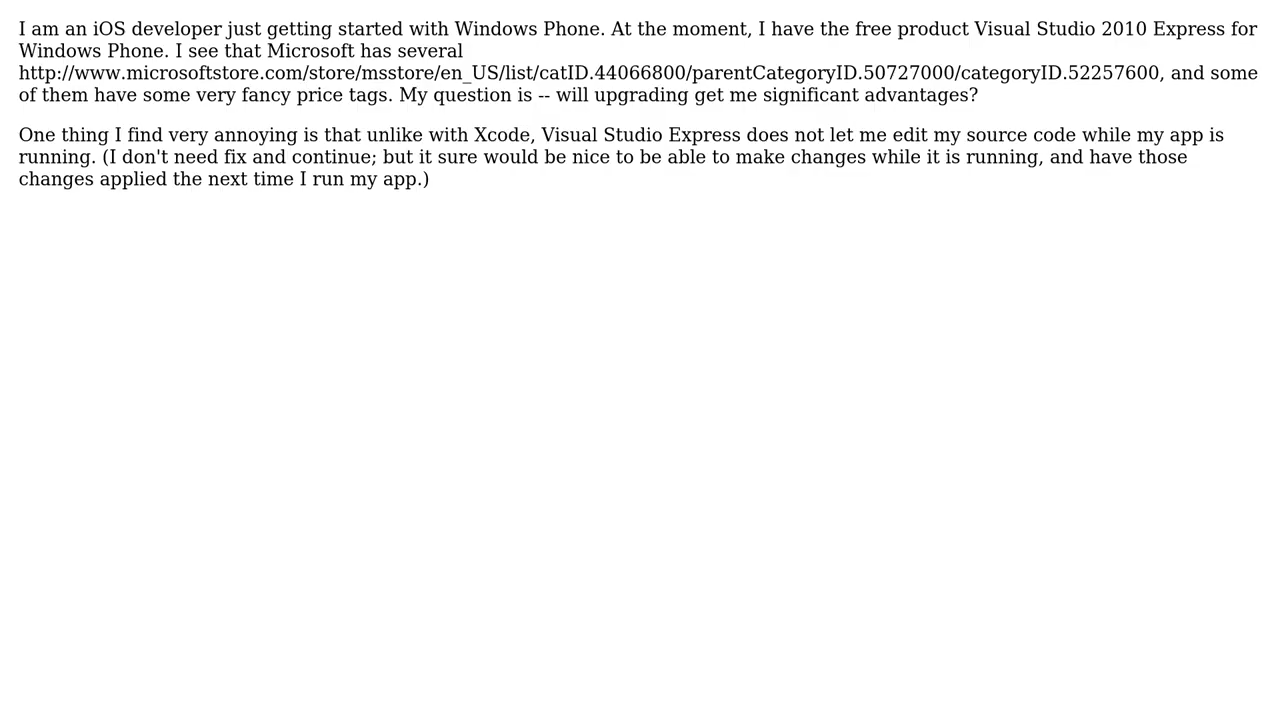 I am an iOS developer just getting started with Windows Phone. At the moment, I have the free product Visual Studio 2010 Express for
Windows Phone. I see that Microsoft has several
http://www.microsoftstore.com/store/msstore/en_US/list/catID.44066800/parentCategoryID.50727000/categoryID.52257600, and some
of them have some very fancy price tags. My question is -- will upgrading get me significant advantages?
One thing I find very annoying is that unlike with Xcode, Visual Studio Express does not let me edit my source code while my app is
running. (I don't need fix and continue; but it sure would be nice to be able to make changes while it is running, and have those
changes applied the next time I run my app.)